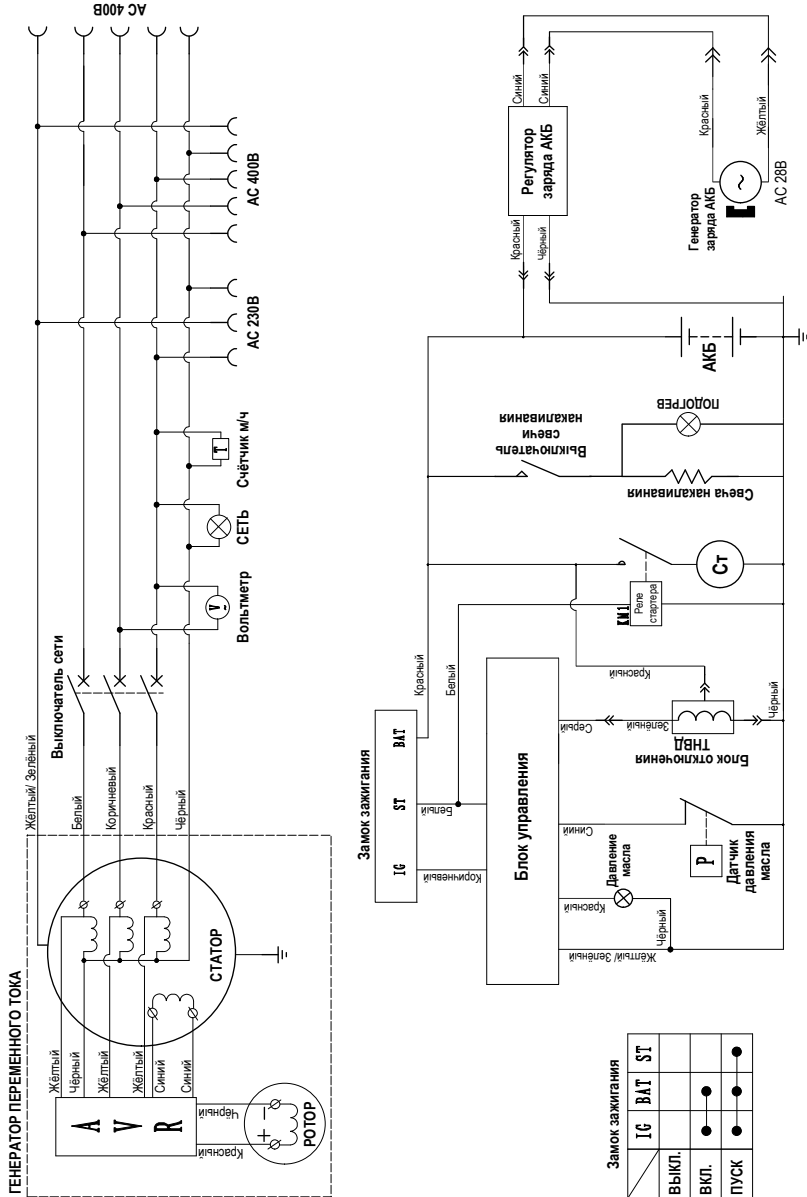 ГЕНЕРАТОР ПЕРЕМЕННОГО ТОКА
Жёлтый
Чёрный
Жёлтый
Жёлтый
Синий
Синий
A V R
Красный
Чёрный
+
–
РОТОР
СТАТОР
Жёлтый/ Зелёный
Белый
Коричневый
Красный
Чёрный
Выключатель сети
V
Вольтметр
СЕТЬ
T
Счётчик м/ч
AC 230В
AC 400В
AC 400В
Замок зажигания
IG
BAT
ST
ВЫКЛ.
ВКЛ.
ПУСК
Замок зажигания
IG
ST
BAT
Коричневый
Белый
Красный
Белый
Блок управления
Жёлтый/ Зелёный
Красный
Чёрный
Давление
масла
Синий
P
Датчик
давления
масла
Серый
Зелёный
Красный
Чёрный
Блок отключения
ТНВД
KM1
Реле
стартера
Ст
Выключатель
свечи
накаливания
Свеча накаливания
ПОДОГРЕВ
АКБ
Красный
Чёрный
Регулятор
заряда АКБ
Синий
Синий
Красный
Жёлтый
Генератор
заряда АКБ
~
AC 28В